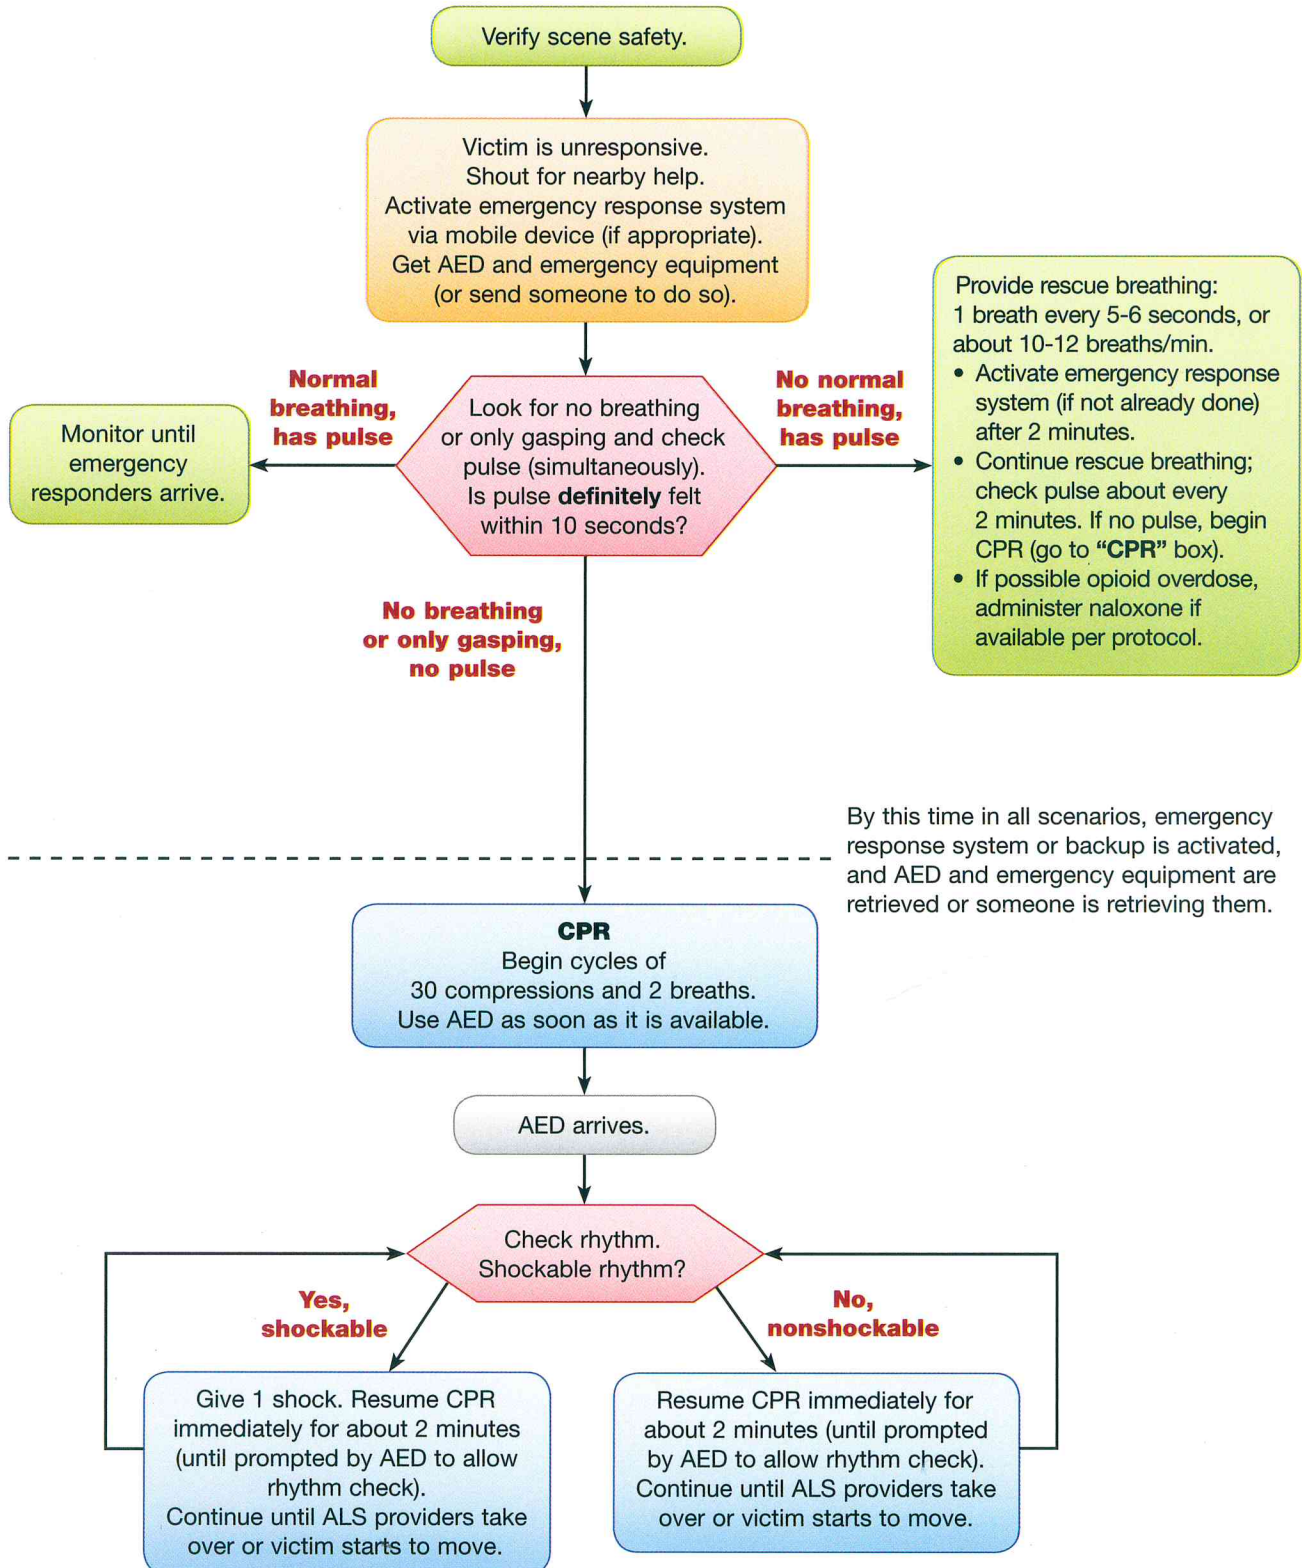 Verify scene safety.
Victim is unresponsive.
Shout for nearby help.
Activate emergency response system
via mobile device (if appropriate).
Get AED and emergency equipment
(or send someone to do so).
Normal
breathing,
has pulse
Monitor until
emergency
responders arrive.
Look for no breathing
or only gasping and check
pulse (simultaneously).
Is pulse definitely felt
within 10 seconds?
No normal
breathing,
has pulse
Provide rescue breathing:
1 breath every 5-6 seconds, or
about 10-12 breaths/min.
• Activate emergency response
system (if not already done)
after 2 minutes.
• Continue rescue breathing;
check pulse about every
2 minutes. If no pulse, begin
CPR (go to “CPR” box).
• If possible opioid overdose,
administer naloxone if
available per protocol.
No breathing
or only gasping,
no pulse
By this time in all scenarios, emergency
response system or backup is activated,
and AED and emergency equipment are
retrieved or someone is retrieving them.
CPR
Begin cycles of
30 compressions and 2 breaths.
Use AED as soon as it is available.
AED arrives.
Check rhythm.
Shockable rhythm?
Yes,
shockable
No,
nonshockable
Give 1 shock. Resume CPR
immediately for about 2 minutes
(until prompted by AED to allow
rhythm check).
Continue until ALS providers take
over or victim starts to move.
Resume CPR immediately for
about 2 minutes (until prompted
by AED to allow rhythm check).
Continue until ALS providers take
over or victim starts to move.